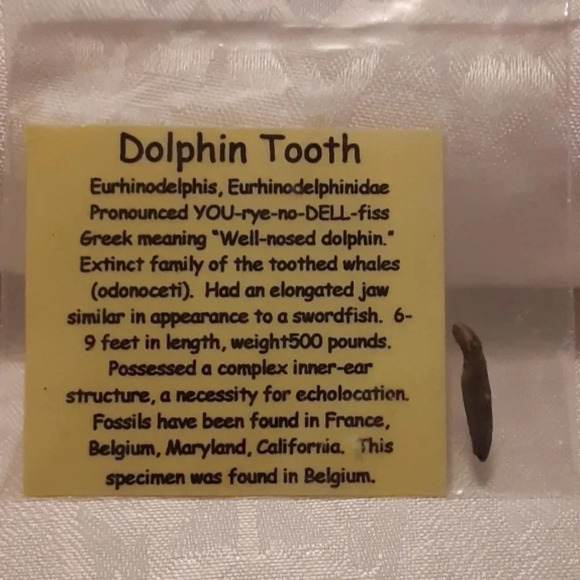 Dolphin Tooth
Eurhinodelphis, Eurhinodelphinidae
Pronounced YOU-rye-no-DELL-fiss
Greek meaning "Well-nosed dolphin."
Extinct family of the toothed whales
(odonoceti).  Had an elongated jaw
similar in appearance to a swordfish.  6-
9 feet in length, weight500 pounds.
Possessed a complex inner-ear
structure, a necessity for echolocation.
Fossils have been found in France,
Belgium, Maryland, California.  This
specimen was found in Belgium.